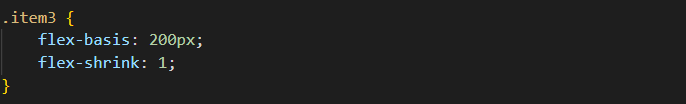 .item3 {
    flex-basis: 200px;
    flex-shrink: 1;
}